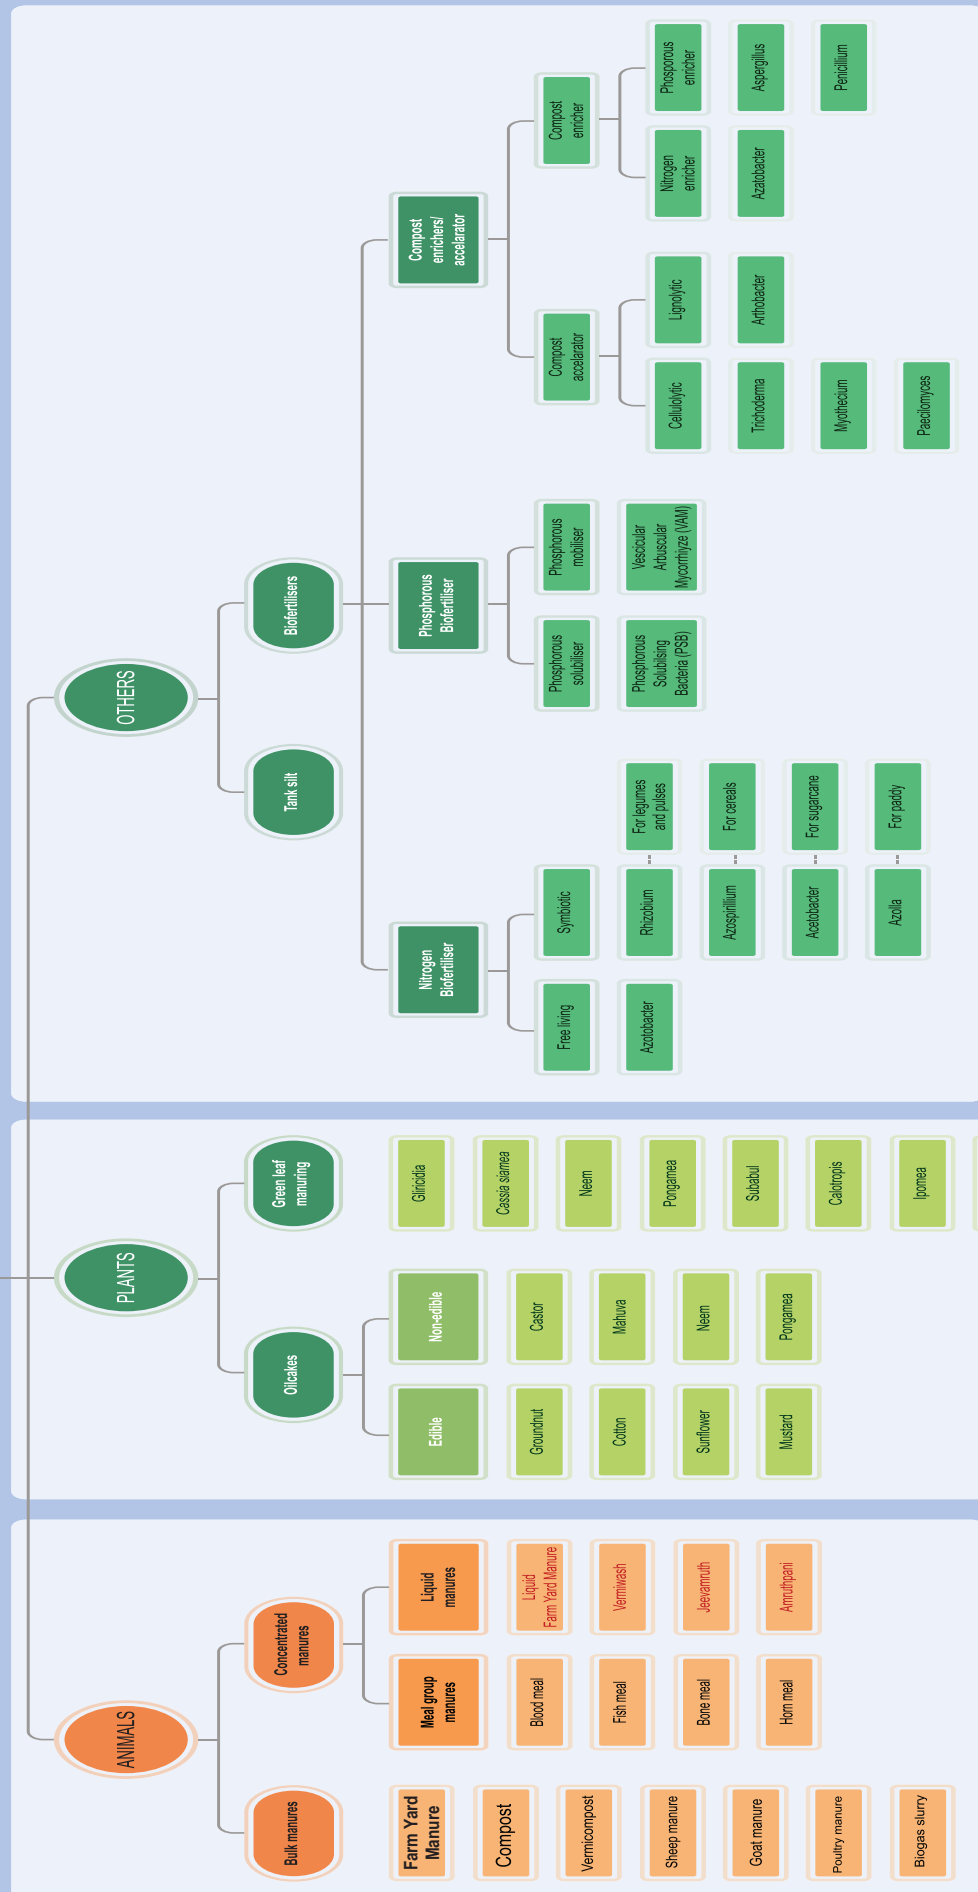 ANIMALS
Bulk manures
Farm Yard
Manure
Compost
Vermicompost
Sheep manure
Goat manure
Poultry manure
Biogas slurry
Concentrated
manures
Meal group
manures
Blood meal
Fish meal
Bone meal
Horn meal
Liquid
manures
Liquid
Farm Yard Manure
Vermiwash
Jeevamruth
Amruthpani
PLANTS
Oilcakes
Edible
Groundnut
Cotton
Sunflower
Mustard
Non-edible
Castor
Mahuva
Neem
Pongamea
Green leaf
manuring
Gliricidia
Cassia siamea
Neem
Pongamea
Subabul
Calotropis
Ipomea
OTHERS
Tank silt
Biofertilisers
Nitrogen
Biofertiliser
Free living
Azotobacter
Symbiotic
Rhizobium
For legumes
and pulses
Azospirillium
For cereals
Acetobacter
For sugarcane
Azolla
For paddy
Phosphorous
Biofertiliser
Phosphorous
solubiliser
Phosphorous
Solubilsing
Bacteria (PSB)
Phosphorous
mobiliser
Vescicular
Arbuscular
Mycorrhiyze (VAM)
Compost
enrichers/
accelarator
Compost
accelarator
Cellulolytic
Trichoderma
Myothecium
Paecilomyces
Lignolytic
Arthobacter
Compost
enricher
Nitrogen
enricher
Azatobacter
Phosporous
enricher
Aspergillus
Penicillium